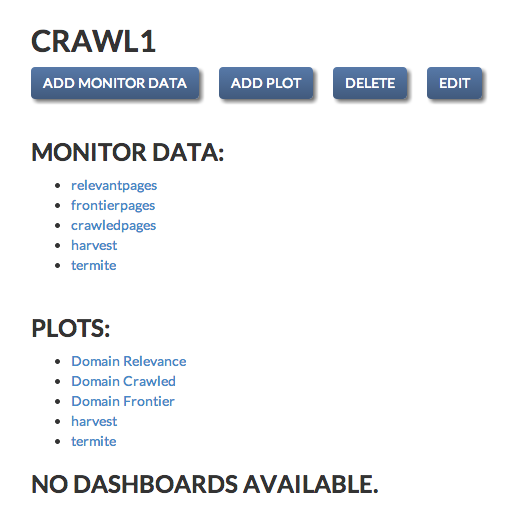 CRAWL1
ADD MONITOR DATA ADD PLOT DELETE EDIT
MONITOR DATA:
relevantpages
frontierpages
crawledpages
harvest
termite
PLOTS:
Domain Relevance
Domain Crawled
Domain Frontier
harvest
termite
NO DASHBOARDS AVAILABLE.